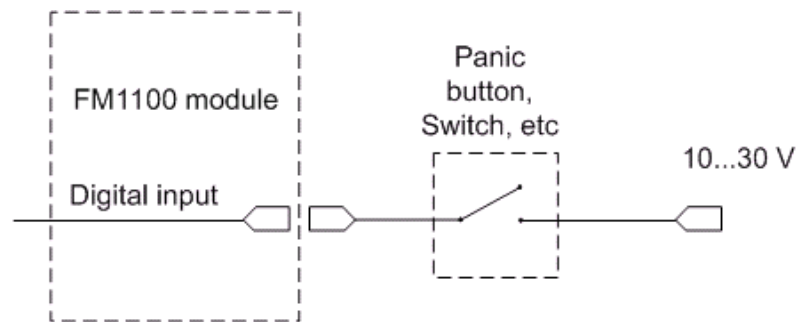 FM1100 module
Digital input
Panic
button,
Switch, etc
10...30 V